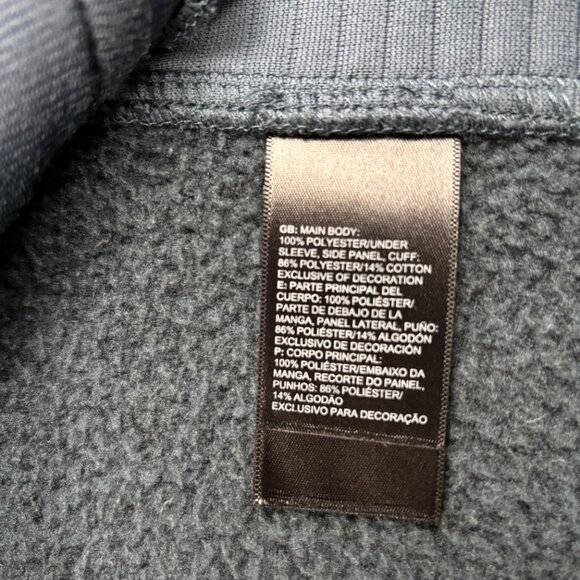 GB: MAIN BODY:
100% POLYESTER/UNDER
SLEEVE, SIDE PANEL, CUFF:
86% POLYESTER/14% COTTON
EXCLUSIVE OF DECORATION
E: PARTE PRINCIPAL DEL
CUERPO: 100% POLIÉSTER/
PARTE DE DEBAJO DE LA
MANGA, PANEL LATERAL, PUÑO:
86% POLIÉSTER/14% ALGODÓN
EXCLUSIVO DE DECORACIÓN
P: CORPO PRINCIPAL:
100% POLIÉSTER/EMBAIXO DA
MANGA, RECORTE DO PAINEL,
PUNHOS: 86% POLIÉSTER/
14% ALGODÃO
EXCLUSIVO PARA DECORAÇÃO